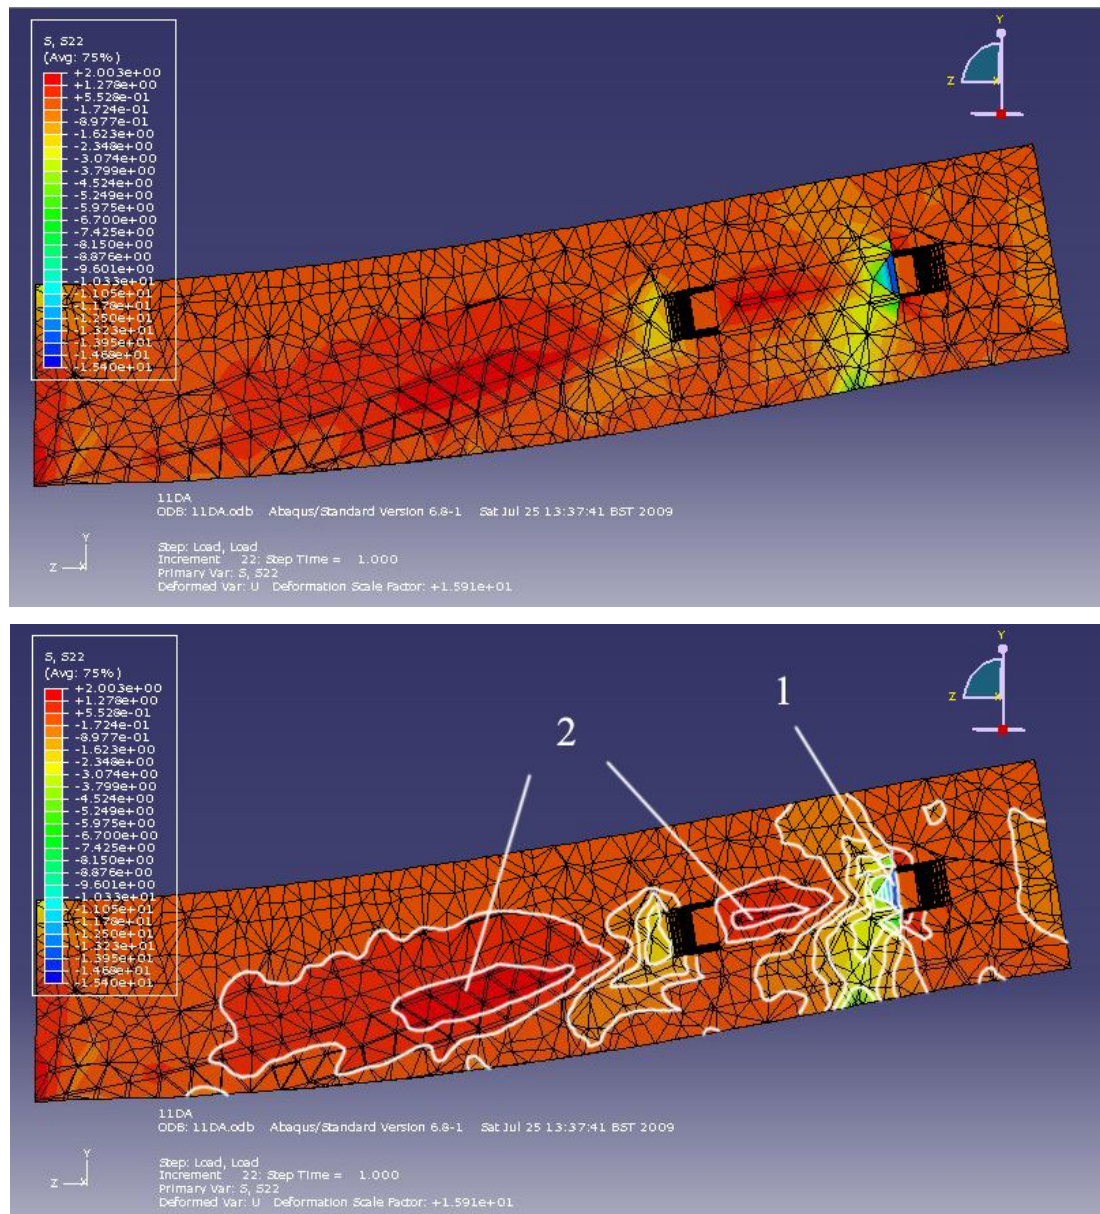 S, S22
(Avg: 75%)
+2.003e+00
+1.278e+00
+5.528e-01
-1.724e-01
-8.977e-01
-1.623e+00
-2.348e+00
-3.074e+00
-3.799e+00
-4.524e+00
-5.249e+00
-5.975e+00
-6.700e+00
-7.425e+00
-8.150e+00
-8.876e+00
-9.601e+00
-1.033e+01
-1.105e+01
-1.178e+01
-1.250e+01
-1.323e+01
-1.395e+01
-1.468e+01
-1.540e+01
Y
Z
X
11DA
ODB: 11DA.odb Abaqus/Standard Version 6.8-1 Sat Jul 25 13:37:41 BST 2009
Y
Z
X
Step: Load, Load
Increment 22: Step Time = 1.000
Primary Var: S, S22
Deformed Var: U Deformation Scale Factor: +1.591e+01
S, S22
(Avg: 75%)
+2.003e+00
+1.278e+00
+5.528e-01
-1.724e-01
-8.977e-01
-1.623e+00
-2.348e+00
-3.074e+00
-3.799e+00
-4.524e+00
-5.249e+00
-5.975e+00
-6.700e+00
-7.425e+00
-8.150e+00
-8.876e+00
-9.601e+00
-1.033e+01
-1.105e+01
-1.178e+01
-1.250e+01
-1.323e+01
-1.395e+01
-1.468e+01
-1.540e+01
Y
Z
X
1
2
11DA
ODB: 11DA.odb Abaqus/Standard Version 6.8-1 Sat Jul 25 13:37:41 BST 2009
Y
Z
X
Step: Load, Load
Increment 22: Step Time = 1.000
Primary Var: S, S22
Deformed Var: U Deformation Scale Factor: +1.591e+01